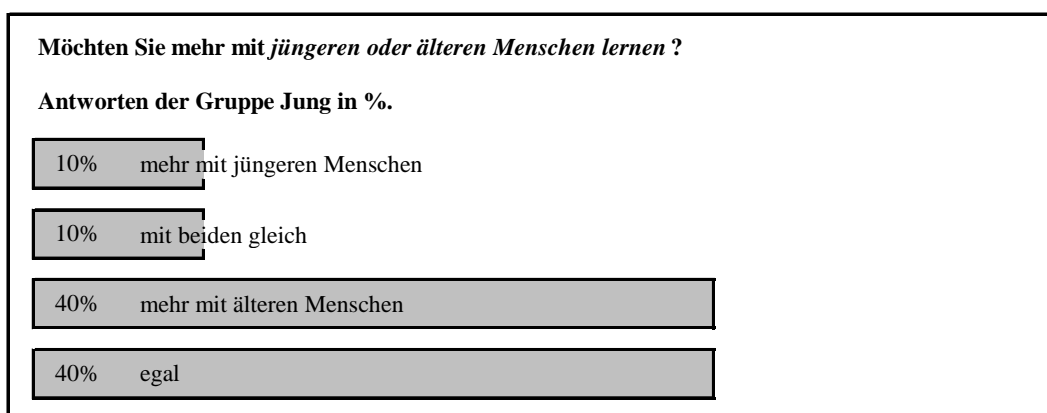 Möchten Sie mehr mit jüngeren oder älteren Menschen lernen ?
Antworten der Gruppe Jung in %.
10% mehr mit jüngeren Menschen
10% mit beiden gleich
40% mehr mit älteren Menschen
40% egal